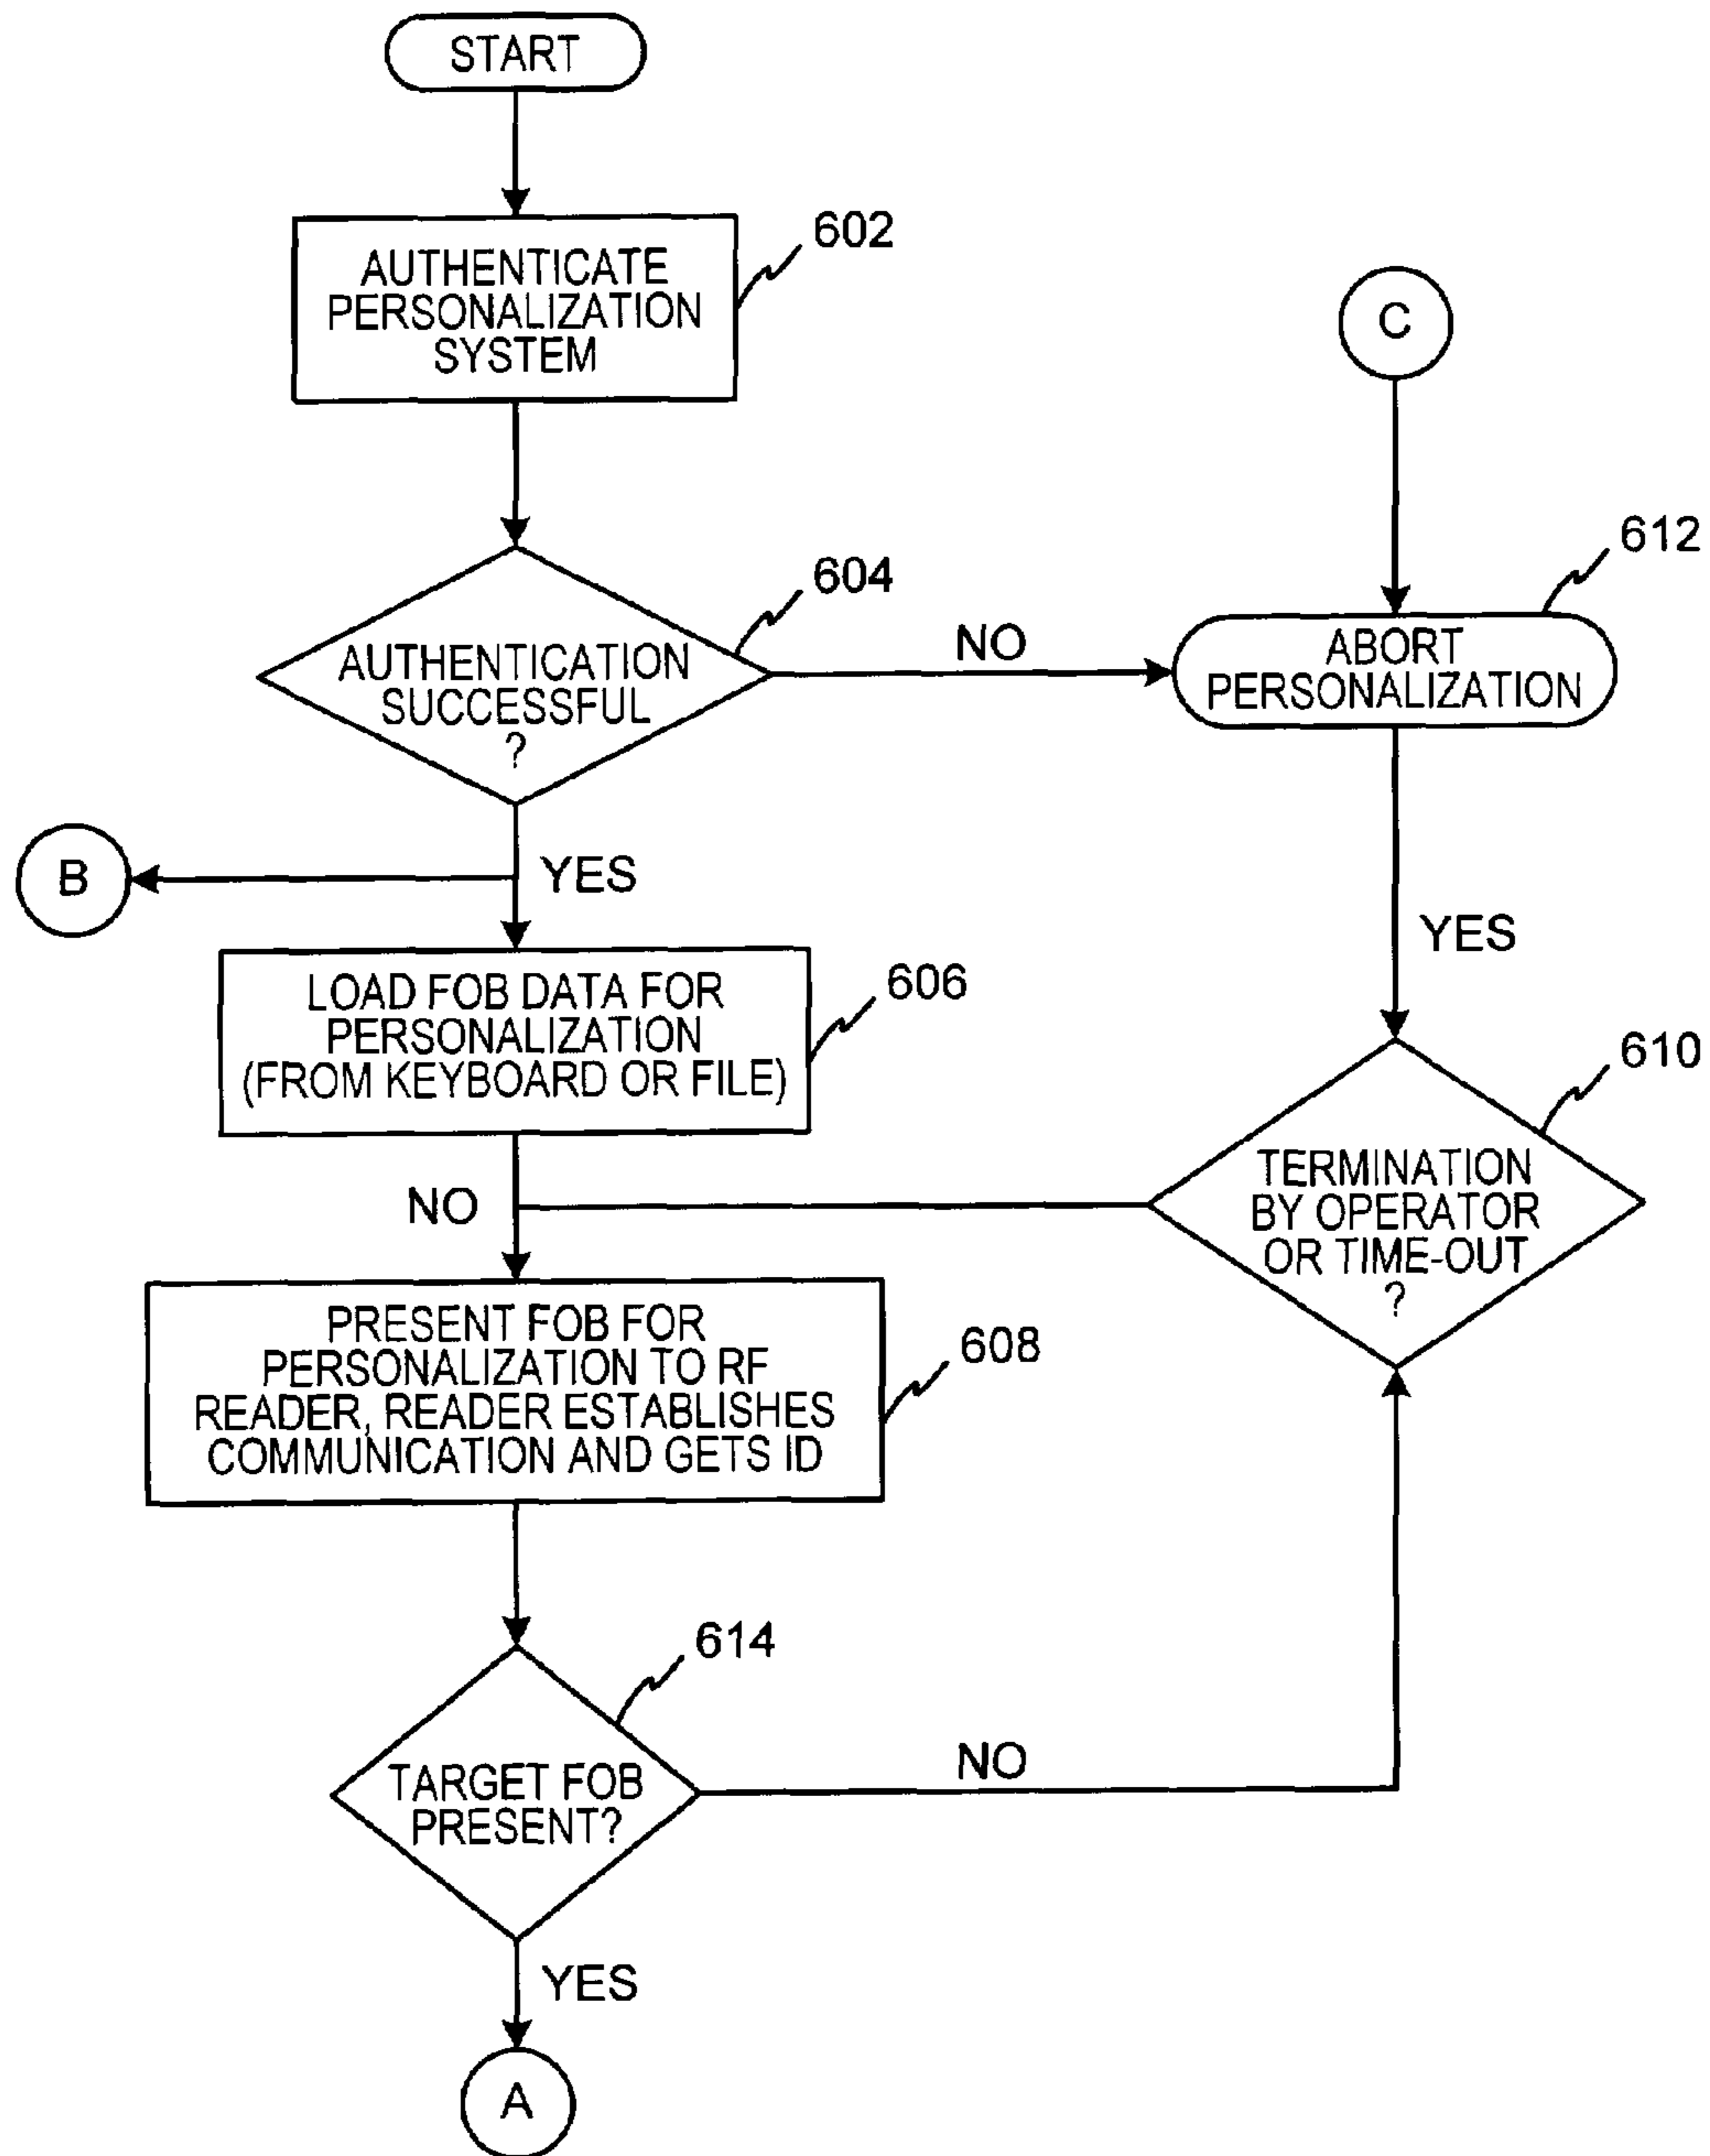 START
602
AUTHENTICATE
PERSONALIZATION
SYSTEM
C
612
604
AUTHENTICATION
SUCCESSFUL
?
NO
ABORT
PERSONALIZATION
B
YES
YES
606
LOAD FOB DATA FOR
PERSONALIZATION
(FROM KEYBOARD OR FILE)
610
NO
TERMINATION
BY OPERATOR
OR TIME-OUT
?
608
PRESENT FOB FOR
PERSONALIZATION TO RF
READER, READER ESTABLISHES
COMMUNICATION AND GETS ID
614
TARGET FOB
PRESENT?
NO
YES
A